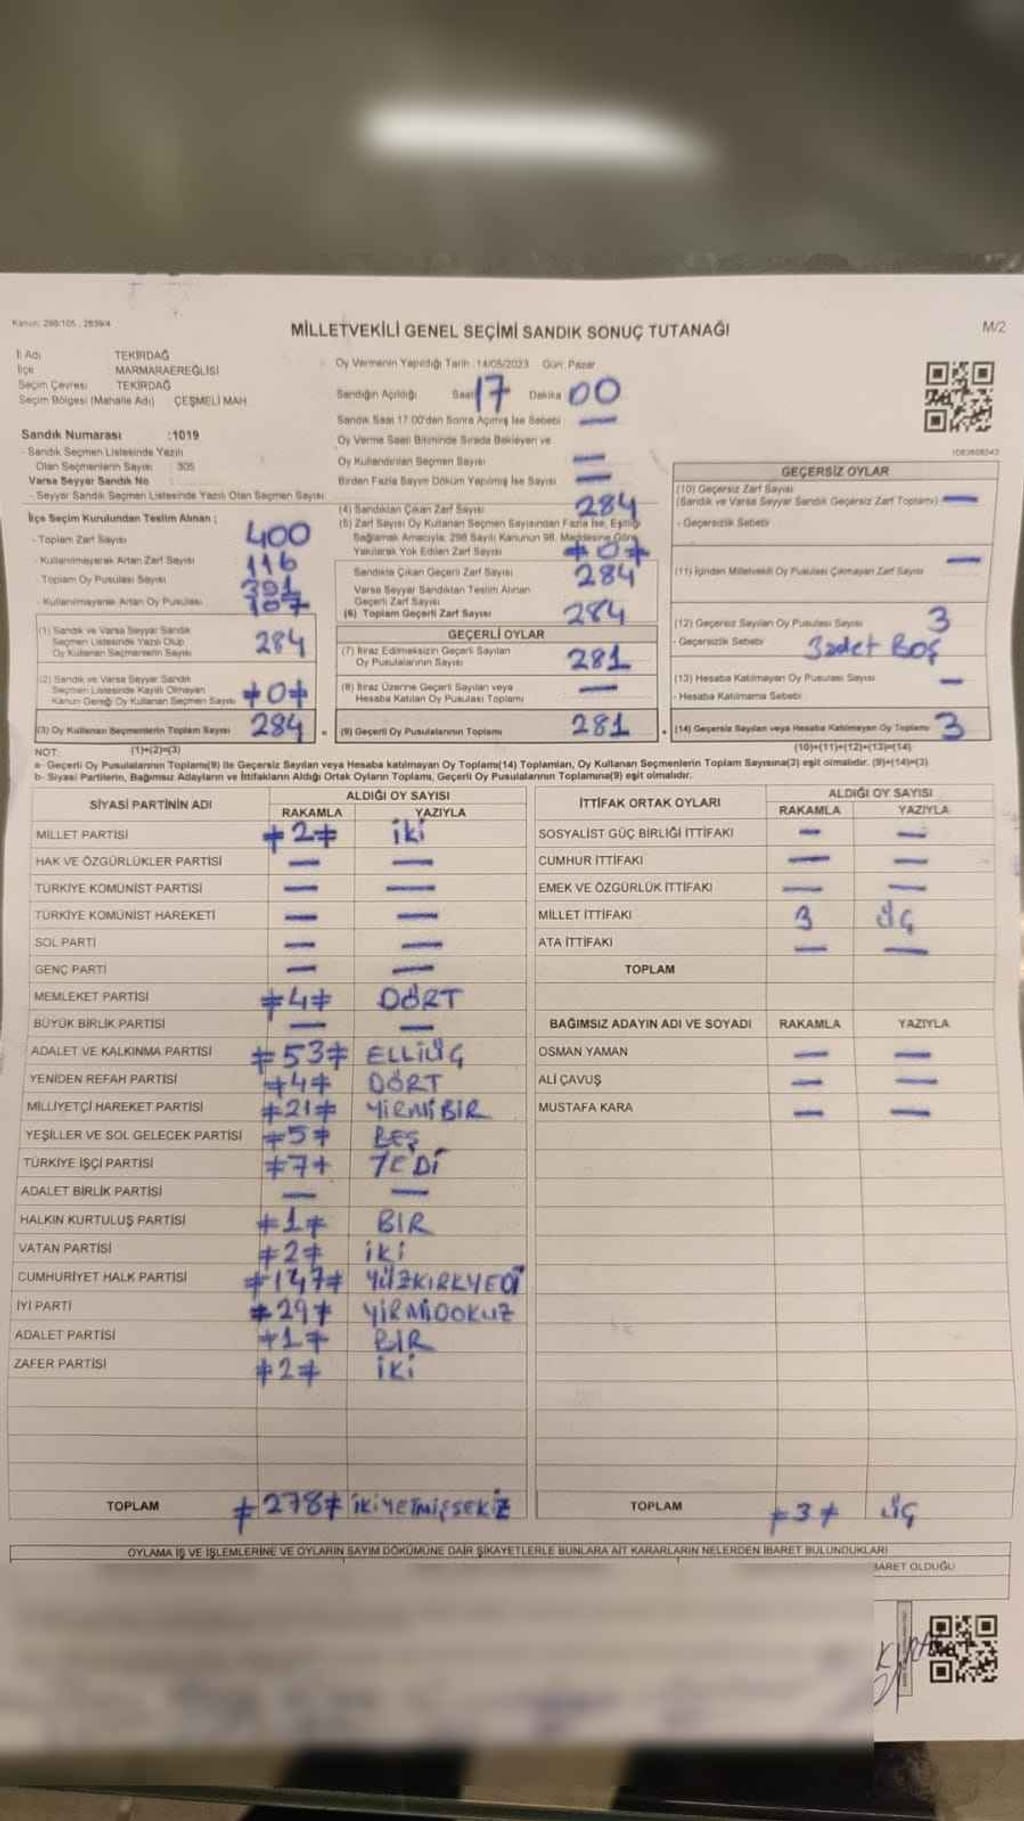 Kanun: 298/105, 2839/4
MİLLETVEKİLİ GENEL SEÇİMİ SANDIK SONUÇ TUTANAĞI
M/2
İl Adı TEKİRDAĞ
İlçe MARMARAEREĞLİSİ
Seçim Çevresi TEKİRDAĞ
Seçim Bölgesi (Mahalle Adı) ÇEŞMELİ MAH
Sandık Numarası :1019
- Sandık Seçmen Listesinde Yazılı
Olan Seçmenlerin Sayısı : 305
Varsa Seyyar Sandık No
- Seyyar Sandık Seçmen Listesinde Yazılı Olan Seçmen Sayısı
İlçe Seçim Kurulundan Teslim Alınan ;
- Toplam Zarf Sayısı 400
- Kullanılmayarak Artan Zarf Sayısı 116
- Toplam Oy Pusulası Sayısı 391
- Kullanılmayarak Artan Oy Pusulası 107
(1) Sandık ve Varsa Seyyar Sandık
Seçmen Listesinde Yazılı Olup
Oy Kullanan Seçmenlerin Sayısı 284
(2) Sandık ve Varsa Seyyar Sandık
Seçmen Listesinde Kayıtlı Olmayan
Kanun Gereği Oy Kullanan Seçmen Sayısı ≠0≠
(3) Oy Kullanan Seçmenlerin Toplam Sayısı 284 =
(1)+(2)=(3)
Oy Vermenin Yapıldığı Tarih : 14/05/2023 Gün: Pazar
Sandığın Açıldığı Saat 17 Dakika 00
Sandık Saat 17:00'den Sonra Açılmış İse Sebebi —
Oy Verme Saati Bitiminde Sırada Bekleyen ve
Oy Kullandırılan Seçmen Sayısı —
Birden Fazla Sayım Döküm Yapılmış İse Sayısı —
(4) Sandıktan Çıkan Zarf Sayısı 284
(5) Zarf Sayısı Oy Kullanan Seçmen Sayısından Fazla İse, Eşitliği
Sağlamak Amacıyla, 298 Sayılı Kanunun 98. Maddesine Göre
Yakılarak Yok Edilen Zarf Sayısı ≠0≠
Sandıkta Çıkan Geçerli Zarf Sayısı 284
Varsa Seyyar Sandıktan Teslim Alınan
Geçerli Zarf Sayısı
(6) Toplam Geçerli Zarf Sayısı 284
GEÇERLİ OYLAR
(7) İtiraz Edilmeksizin Geçerli Sayılan
Oy Pusulalarının Sayısı 281
(8) İtiraz Üzerine Geçerli Sayılan veya
Hesaba Katılan Oy Pusulası Toplamı —
(9) Geçerli Oy Pusulalarının Toplamı 281 +
GEÇERSİZ OYLAR
(10) Geçersiz Zarf Sayısı
(Sandık ve Varsa Seyyar Sandık Geçersiz Zarf Toplamı) —
- Geçersizlik Sebebi
(11) İçinden Milletvekili Oy Pusulası Çıkmayan Zarf Sayısı —
(12) Geçersiz Sayılan Oy Pusulası Sayısı 3
- Geçersizlik Sebebi 3 adet Boş
(13) Hesaba Katılmayan Oy Pusulası Sayısı —
- Hesaba Katılmama Sebebi
(14) Geçersiz Sayılan veya Hesaba Katılmayan Oy Toplamı 3
(10)+(11)+(12)+(13)=(14)
NOT:
a- Geçerli Oy Pusulalarının Toplamı(9) İle Geçersiz Sayılan veya Hesaba katılmayan Oy Toplamı(14) Toplamları, Oy Kullanan Seçmenlerin Toplam Sayısına(3) eşit olmalıdır. (9)+(14)=(3)
b- Siyasi Partilerin, Bağımsız Adayların ve İttifakların Aldığı Ortak Oyların Toplamı, Geçerli Oy Pusulalarının Toplamına(9) eşit olmalıdır.
SİYASİ PARTİNİN ADI ALDIĞI OY SAYISI
RAKAMLA YAZIYLA
MİLLET PARTİSİ ≠2≠ iki
HAK VE ÖZGÜRLÜKLER PARTİSİ — —
TÜRKİYE KOMÜNİST PARTİSİ — —
TÜRKİYE KOMÜNİST HAREKETİ — —
SOL PARTİ — —
GENÇ PARTİ — —
MEMLEKET PARTİSİ ≠4≠ DÖRT
BÜYÜK BİRLİK PARTİSİ — —
ADALET VE KALKINMA PARTİSİ ≠53≠ ELLİÜÇ
YENİDEN REFAH PARTİSİ ≠4≠ DÖRT
MİLLİYETÇİ HAREKET PARTİSİ ≠21≠ YİRMİBİR
YEŞİLLER VE SOL GELECEK PARTİSİ ≠5≠ BEŞ
TÜRKİYE İŞÇİ PARTİSİ ≠7≠ YEDİ
ADALET BİRLİK PARTİSİ — —
HALKIN KURTULUŞ PARTİSİ ≠1≠ BİR
VATAN PARTİSİ ≠2≠ iki
CUMHURİYET HALK PARTİSİ ≠147≠ YÜZKIRKYEDİ
İYİ PARTİ ≠29≠ YİRMİDOKUZ
ADALET PARTİSİ ≠1≠ BİR
ZAFER PARTİSİ ≠2≠ iki
TOPLAM ≠278≠ İKİYETMİŞSEKİZ
İTTİFAK ORTAK OYLARI ALDIĞI OY SAYISI
RAKAMLA YAZIYLA
SOSYALİST GÜÇ BİRLİĞİ İTTİFAKI — —
CUMHUR İTTİFAKI — —
EMEK VE ÖZGÜRLÜK İTTİFAKI — —
MİLLET İTTİFAKI 3 ÜÇ
ATA İTTİFAKI — —
TOPLAM
BAĞIMSIZ ADAYIN ADI VE SOYADI RAKAMLA YAZIYLA
OSMAN YAMAN — —
ALİ ÇAVUŞ — —
MUSTAFA KARA — —
TOPLAM ≠3≠ ÜÇ
OYLAMA İŞ VE İŞLEMLERİNE VE OYLARIN SAYIM DÖKÜMÜNE DAİR ŞİKAYETLERLE BUNLARA AİT KARARLARIN NELERDEN İBARET BULUNDUKLARI
BARET OLDUĞU